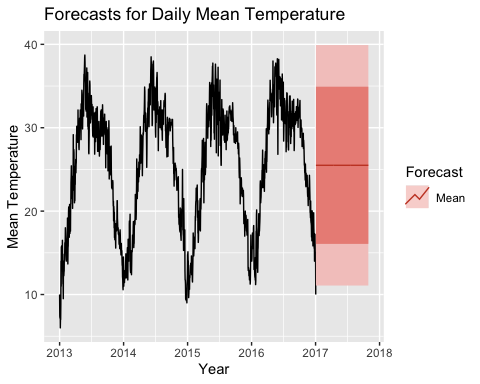 Forecasts for Daily Mean Temperature
40
30
20
10
Mean Temperature
2013 2014 2015 2016 2017 2018
Year
Forecast
Mean